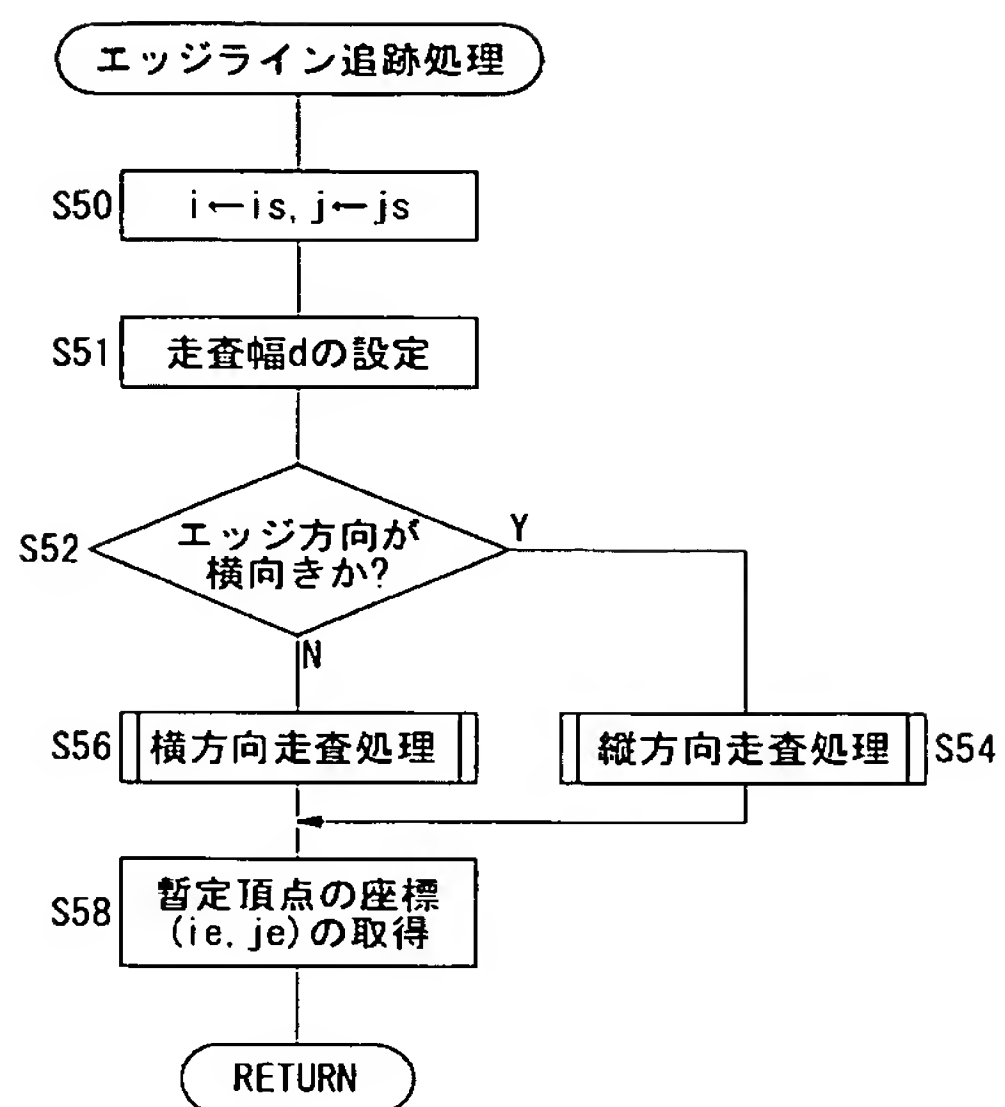 エッジライン追跡処理
S50
i←is, j←js
S51
走査幅dの設定
S52
エッジ方向が
横向きか?
Y
N
S56
横方向走査処理
縦方向走査処理
S54
S58
暫定頂点の座標
(ie, je)の取得
RETURN